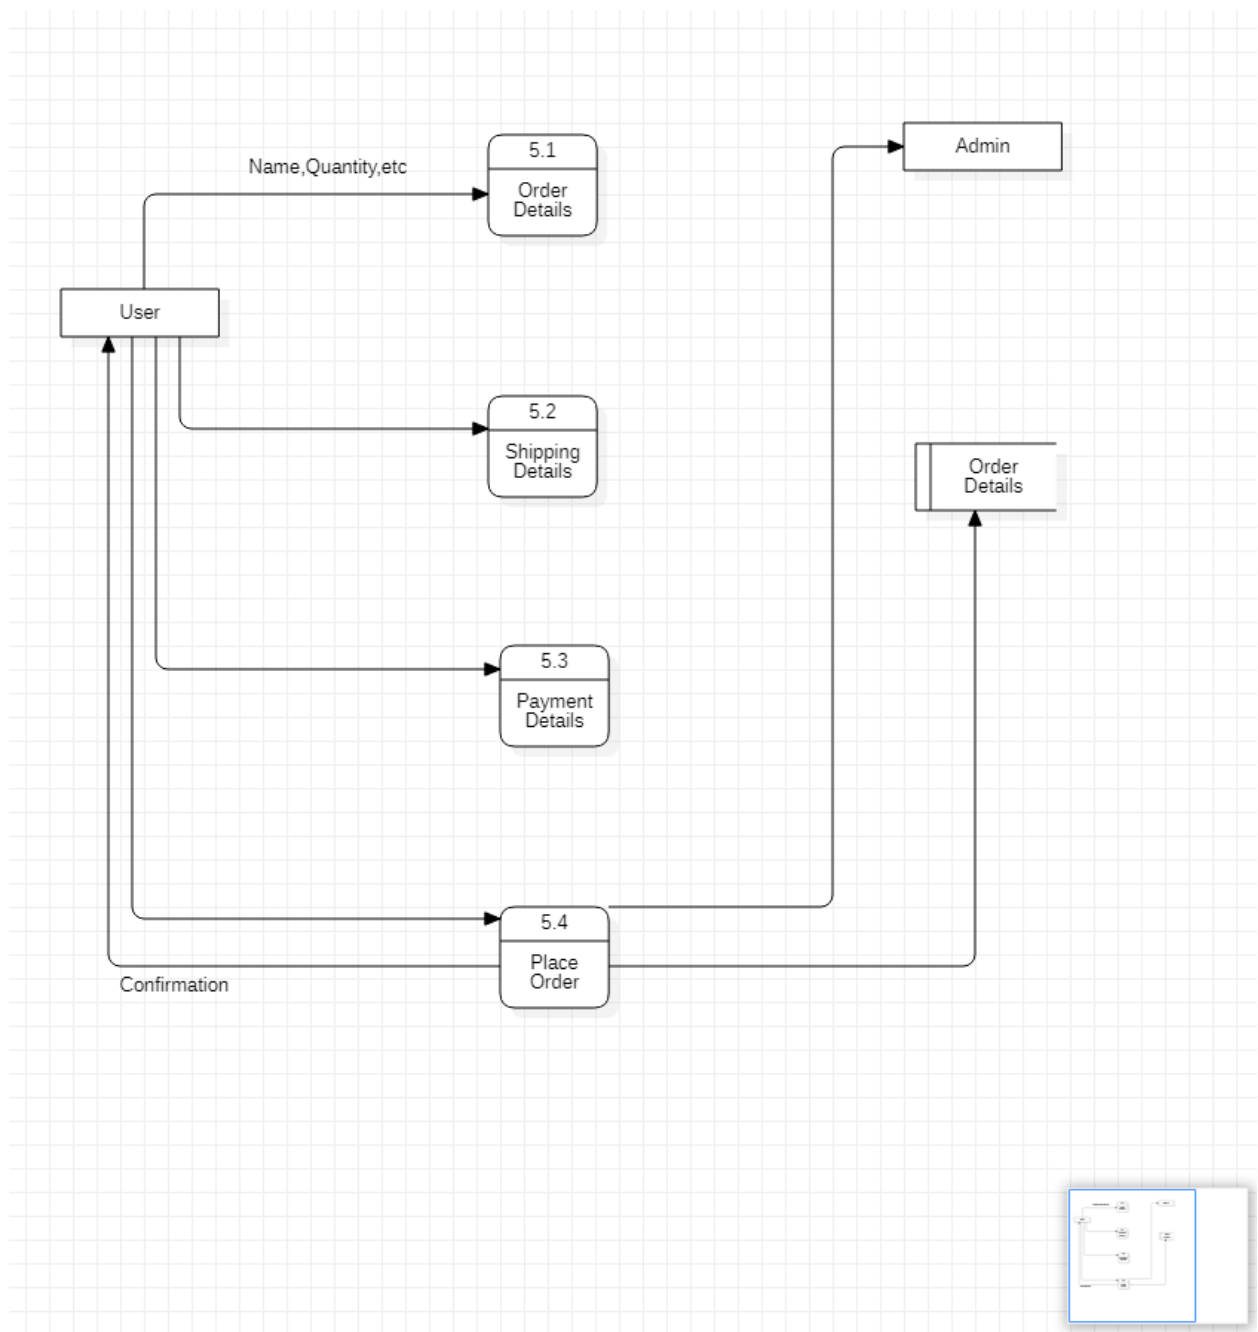 Name,Quantity,etc
5.1
Order
Details
Admin
User
5.2
Shipping
Details
Order
Details
5.3
Payment
Details
5.4
Place
Order
Confirmation